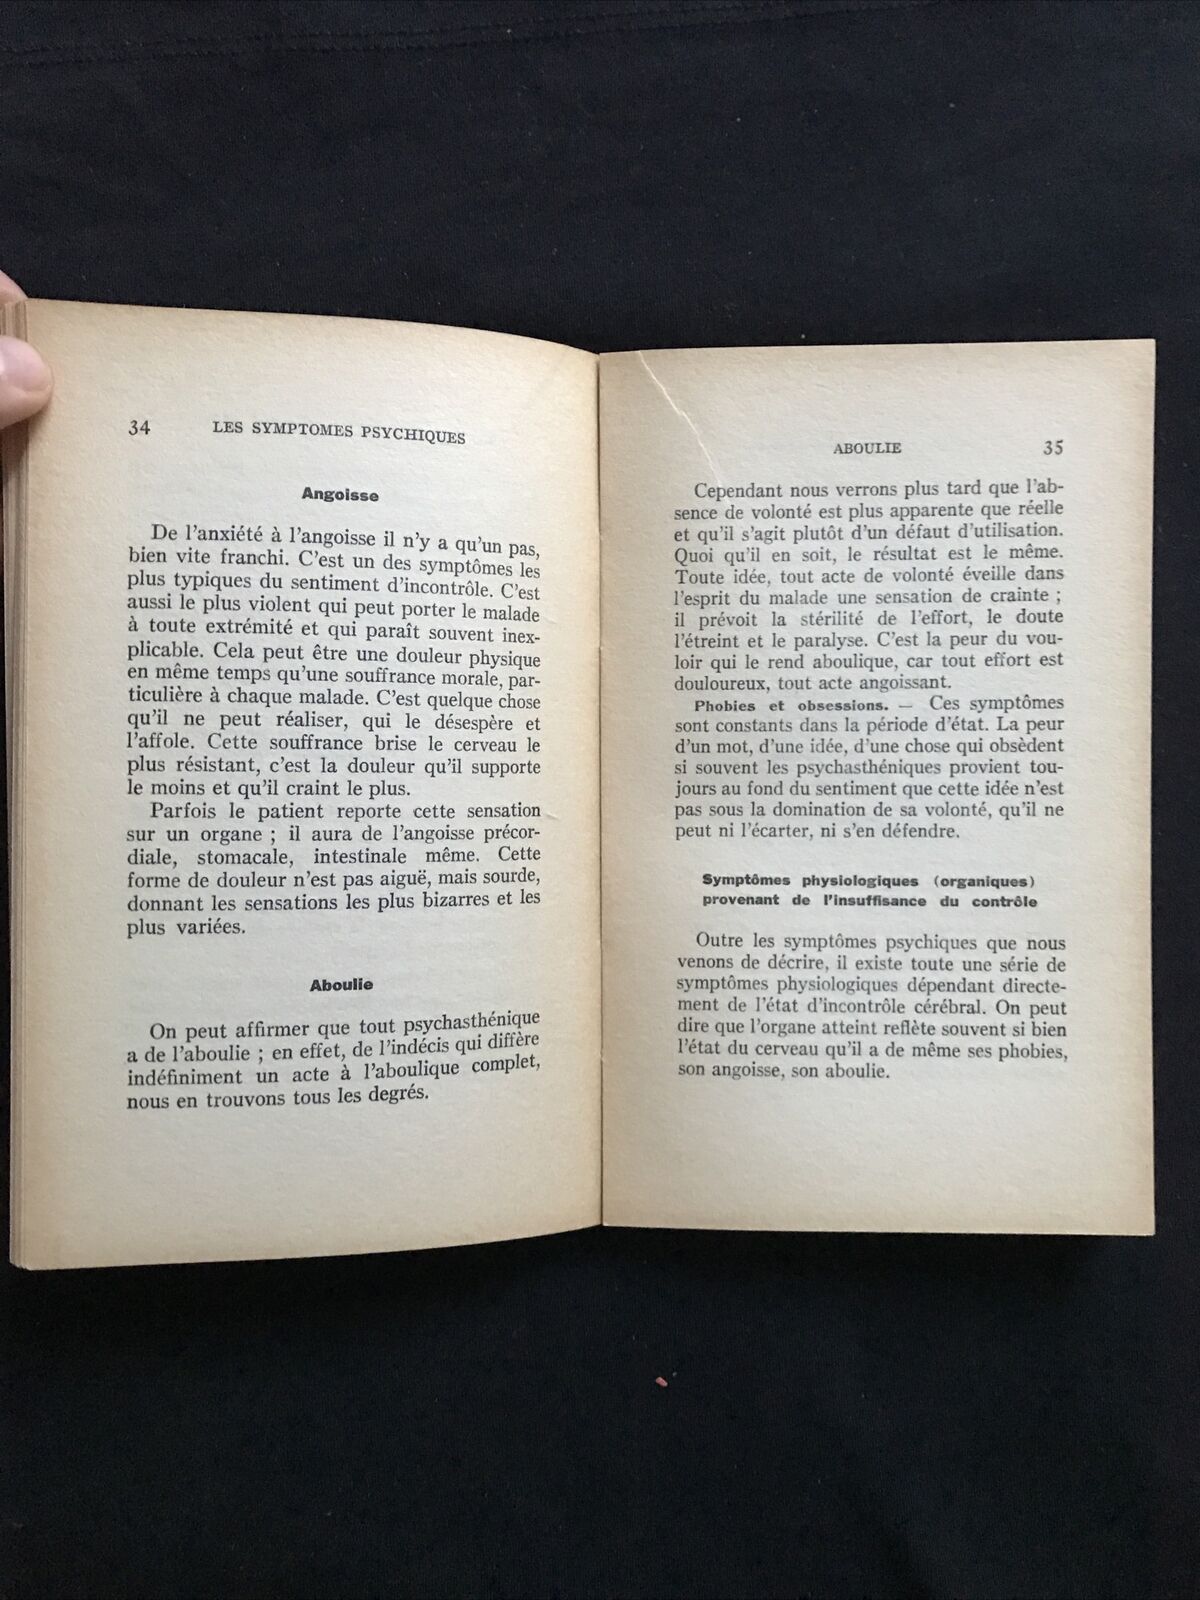 34 LES SYMPTOMES PSYCHIQUES
Angoisse
De l'anxiété à l'angoisse il n'y a qu'un pas,
bien vite franchi. C'est un des symptômes les
plus typiques du sentiment d'incontrôle. C'est
aussi le plus violent qui peut porter le malade
à toute extrémité et qui paraît souvent inex-
plicable. Cela peut être une douleur physique
en même temps qu'une souffrance morale, par-
ticulière à chaque malade. C'est quelque chose
qu'il ne peut réaliser, qui le désespère et
l'affole. Cette souffrance brise le cerveau le
plus résistant, c'est la douleur qu'il supporte
le moins et qu'il craint le plus.
Parfois le patient reporte cette sensation
sur un organe ; il aura de l'angoisse précor-
diale, stomacale, intestinale même. Cette
forme de douleur n'est pas aiguë, mais sourde,
donnant les sensations les plus bizarres et les
plus variées.
Aboulie
On peut affirmer que tout psychasthénique
a de l'aboulie ; en effet, de l'indécis qui diffère
indéfiniment un acte à l'aboulique complet,
nous en trouvons tous les degrés.
ABOULIE 35
Cependant nous verrons plus tard que l'ab-
sence de volonté est plus apparente que réelle
et qu'il s'agit plutôt d'un défaut d'utilisation.
Quoi qu'il en soit, le résultat est le même.
Toute idée, tout acte de volonté éveille dans
l'esprit du malade une sensation de crainte ;
il prévoit la stérilité de l'effort, le doute
l'étreint et le paralyse. C'est la peur du vou-
loir qui le rend aboulique, car tout effort est
douloureux, tout acte angoissant.
Phobies et obsessions. — Ces symptômes
sont constants dans la période d'état. La peur
d'un mot, d'une idée, d'une chose qui obsèdent
si souvent les psychasthéniques provient tou-
jours au fond du sentiment que cette idée n'est
pas sous la domination de sa volonté, qu'il ne
peut ni l'écarter, ni s'en défendre.
Symptômes physiologiques (organiques)
provenant de l'insuffisance du contrôle
Outre les symptômes psychiques que nous
venons de décrire, il existe toute une série de
symptômes physiologiques dépendant directe-
ment de l'état d'incontrôle cérébral. On peut
dire que l'organe atteint reflète souvent si bien
l'état du cerveau qu'il a de même ses phobies,
son angoisse, son aboulie.